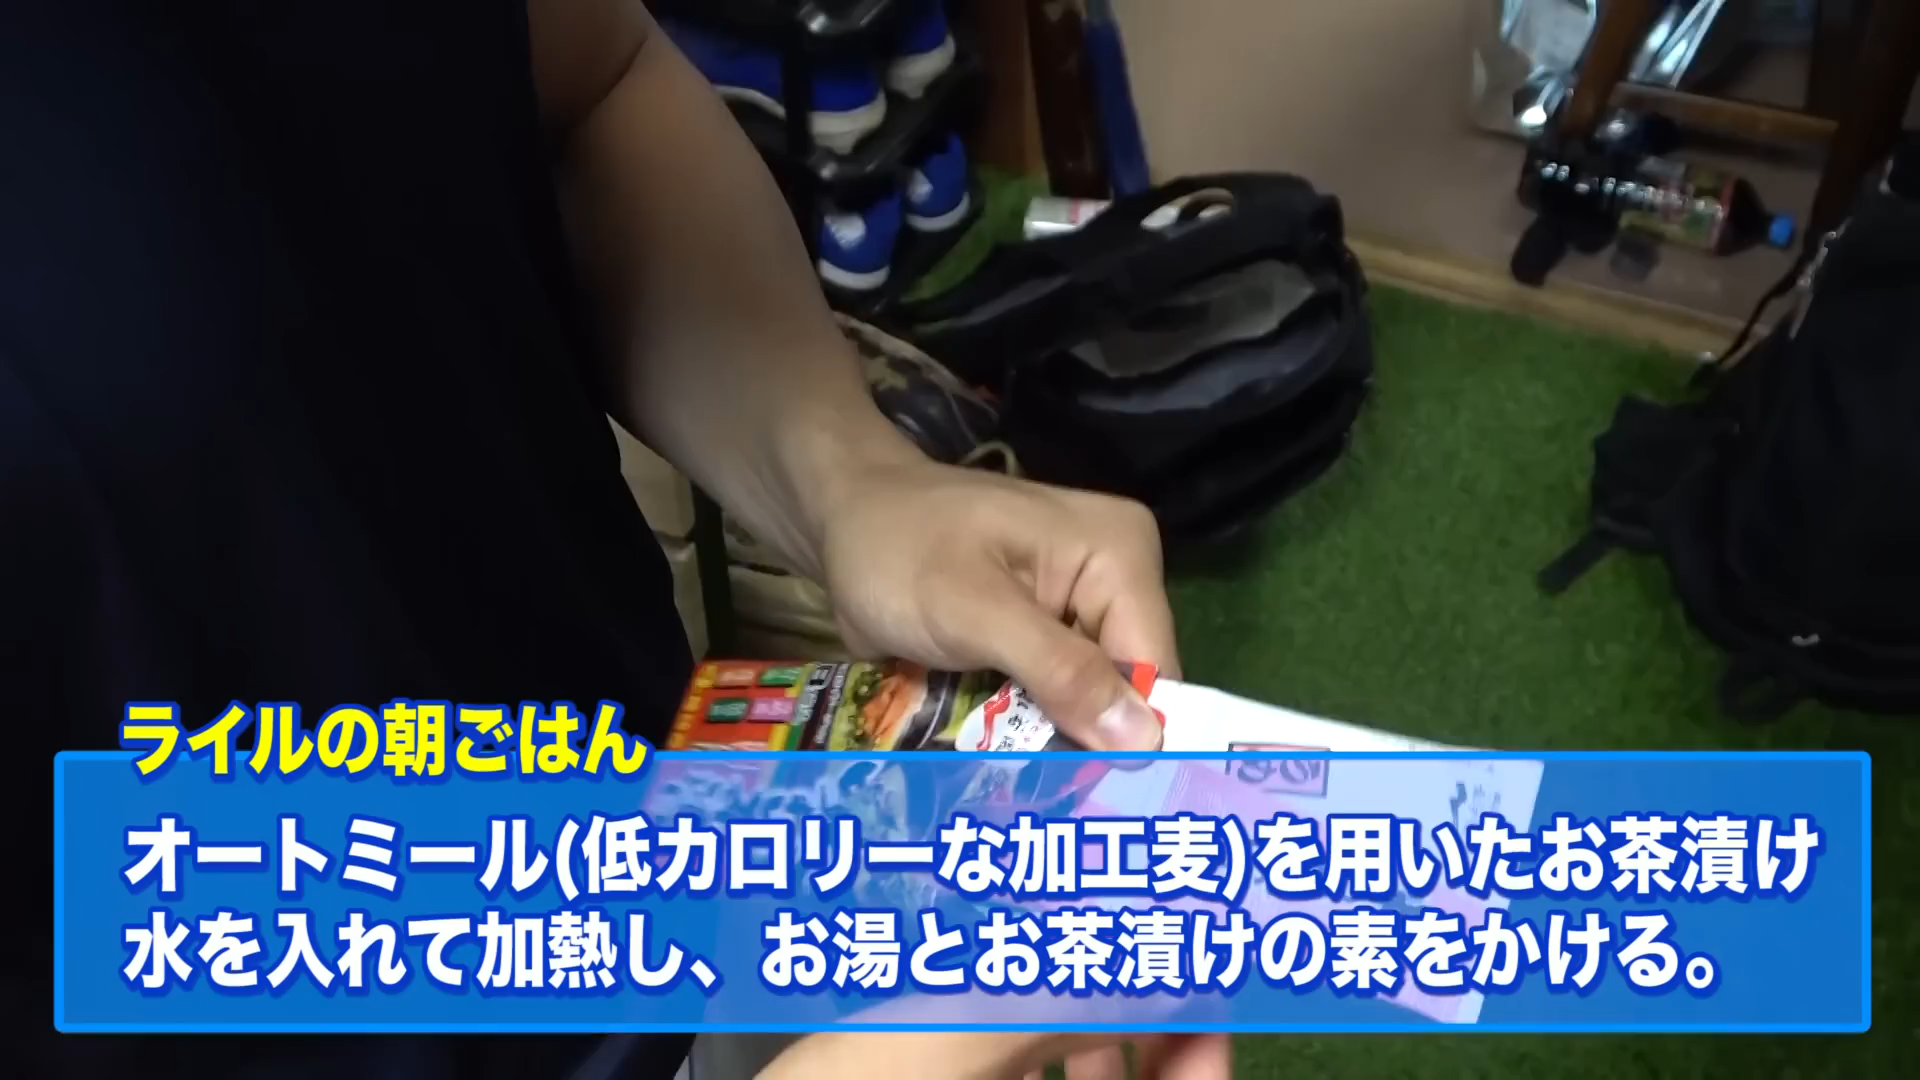 ライルの朝ごはん
オートミール(低カロリーな加工麦)を用いたお茶漬け
水を入れて加熱し、お湯とお茶漬けの素をかける。